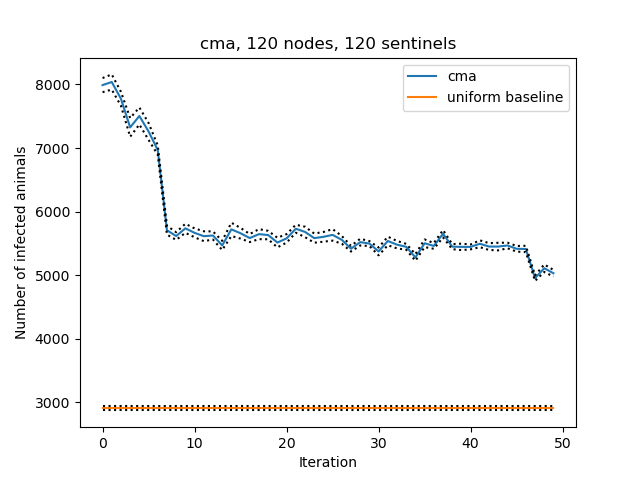 cma, 120 nodes, 120 sentinels
cma
uniform baseline
Number of infected animals
8000
7000
6000
5000
4000
3000
0 10 20 30 40 50
Iteration